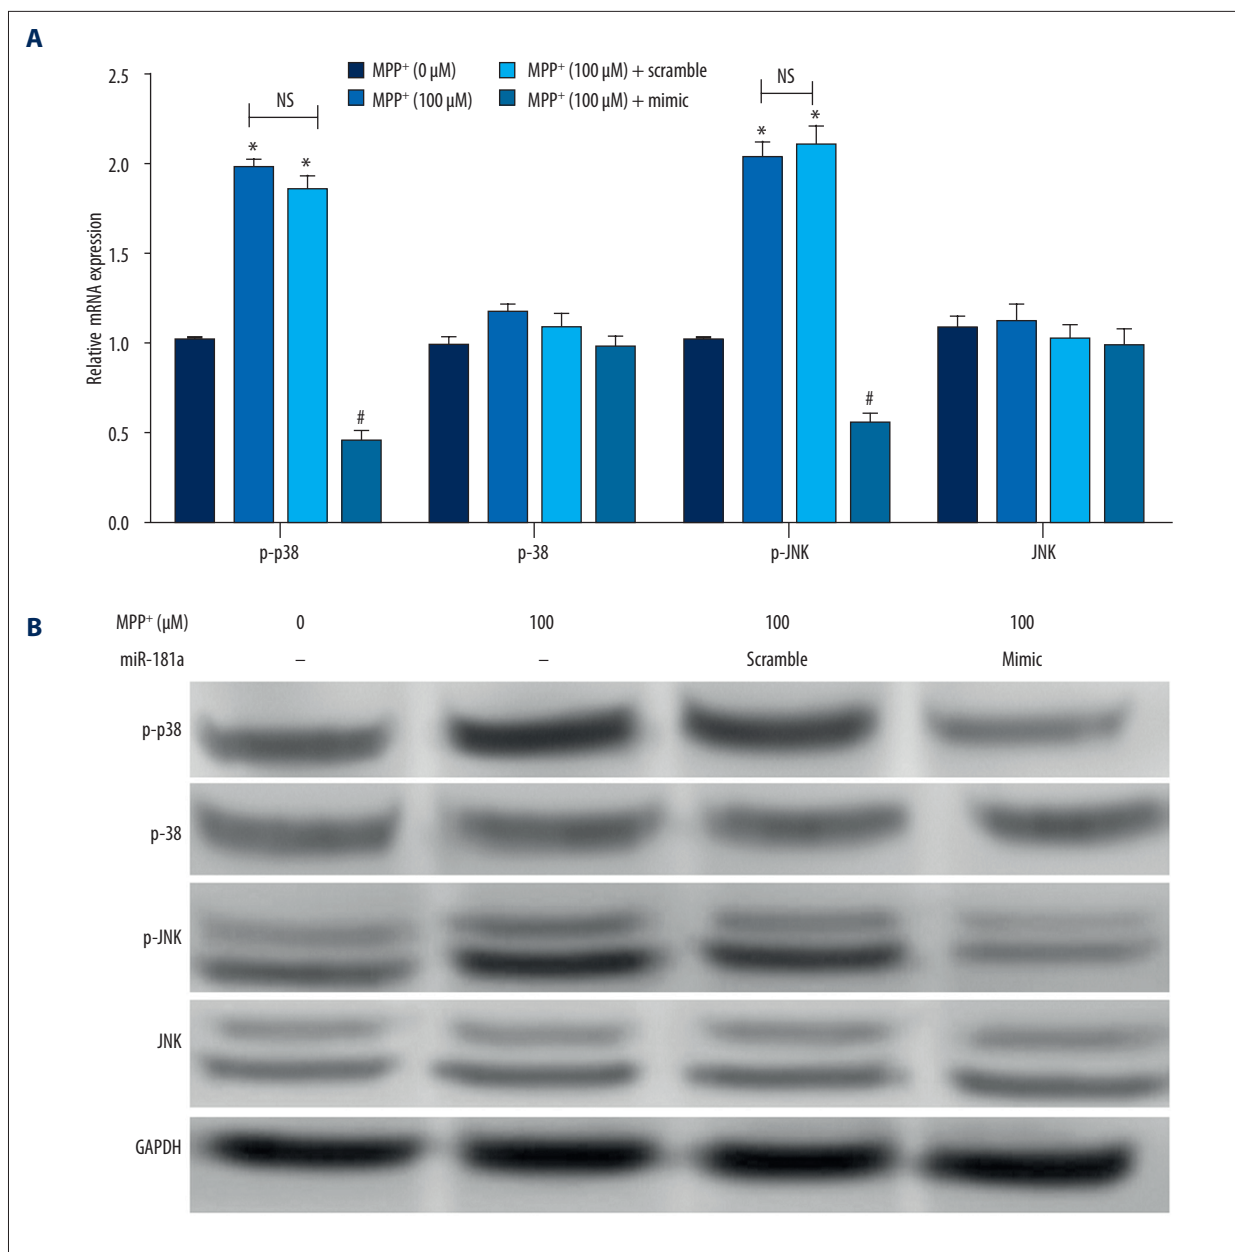 A
MPP⁺ (0 µM)
MPP⁺ (100 µM)
MPP⁺ (100 µM) + scramble
MPP⁺ (100 µM) + mimic
Relative mRNA expression
2.5
2.0
1.5
1.0
0.5
0.0
NS
* *
#
NS
* *
#
p-p38 p-38 p-JNK JNK
B
MPP⁺ (µM) 0 100 100 100
miR-181a – – Scramble Mimic
p-p38
p-38
p-JNK
JNK
GAPDH